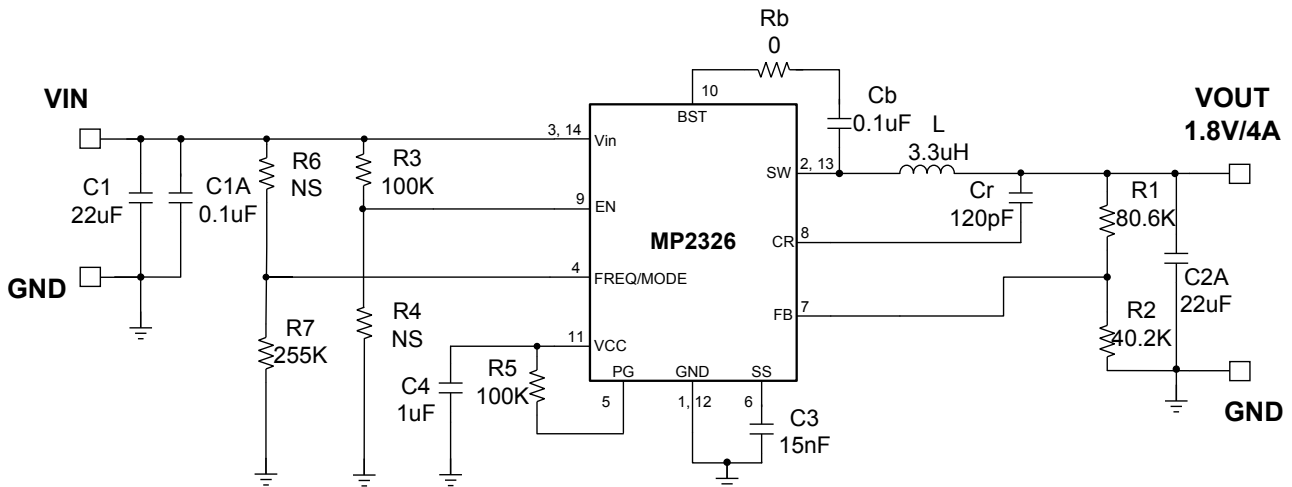 Rb
0
VIN
10
BST
Cb
0.1uF
VOUT
1.8V/4A
3, 14
Vin
L
3.3uH
R6
NS
R3
100K
SW
2, 13
C1
22uF
C1A
0.1uF
Cr
120pF
R1
80.6K
9
EN
MP2326
CR
8
GND
4
FREQ/MODE
C2A
22uF
R7
255K
R4
NS
FB
7
R2
40.2K
11
VCC
C4
1uF
R5
100K
PG
GND
SS
5
1, 12
6
C3
15nF
GND